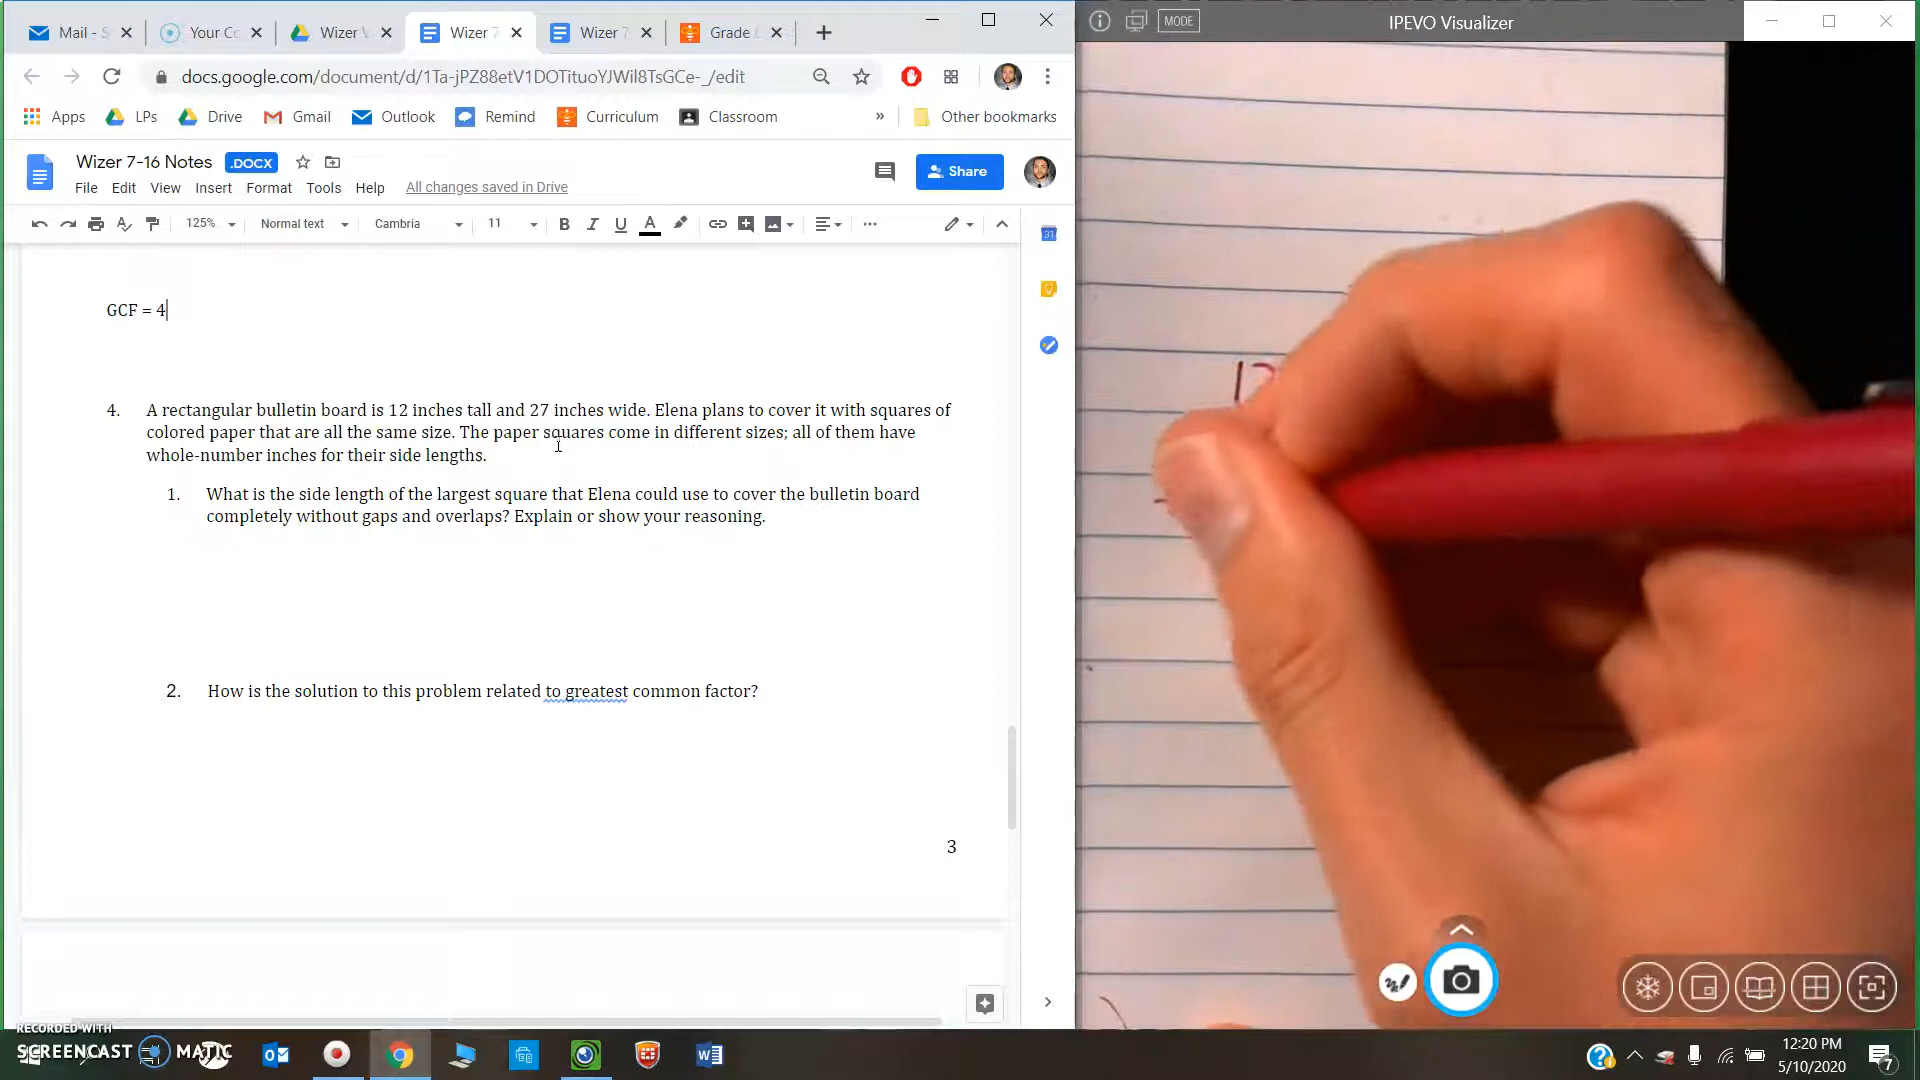 Mail - S
Your Co
Wizer V
Wizer 7
Wizer 7
Grade
docs.google.com/document/d/1Ta-jPZ88etV1DOTituoYJWil8TsGCe-_/edit
Apps
LPs
Drive
Gmail
Outlook
Remind
Curriculum
Classroom
»
Other bookmarks
Wizer 7-16 Notes
.DOCX
File Edit View Insert Format Tools Help
All changes saved in Drive
Share
125%
Normal text
Cambria
11
B I U A
GCF = 4
4. A rectangular bulletin board is 12 inches tall and 27 inches wide. Elena plans to cover it with squares of
colored paper that are all the same size. The paper squares come in different sizes; all of them have
whole-number inches for their side lengths.
1. What is the side length of the largest square that Elena could use to cover the bulletin board
completely without gaps and overlaps? Explain or show your reasoning.
2. How is the solution to this problem related to greatest common factor?
3
31
MODE
IPEVO Visualizer
RECORDED WITH
SCREENCAST MATIC
12:20 PM
5/10/2020
7